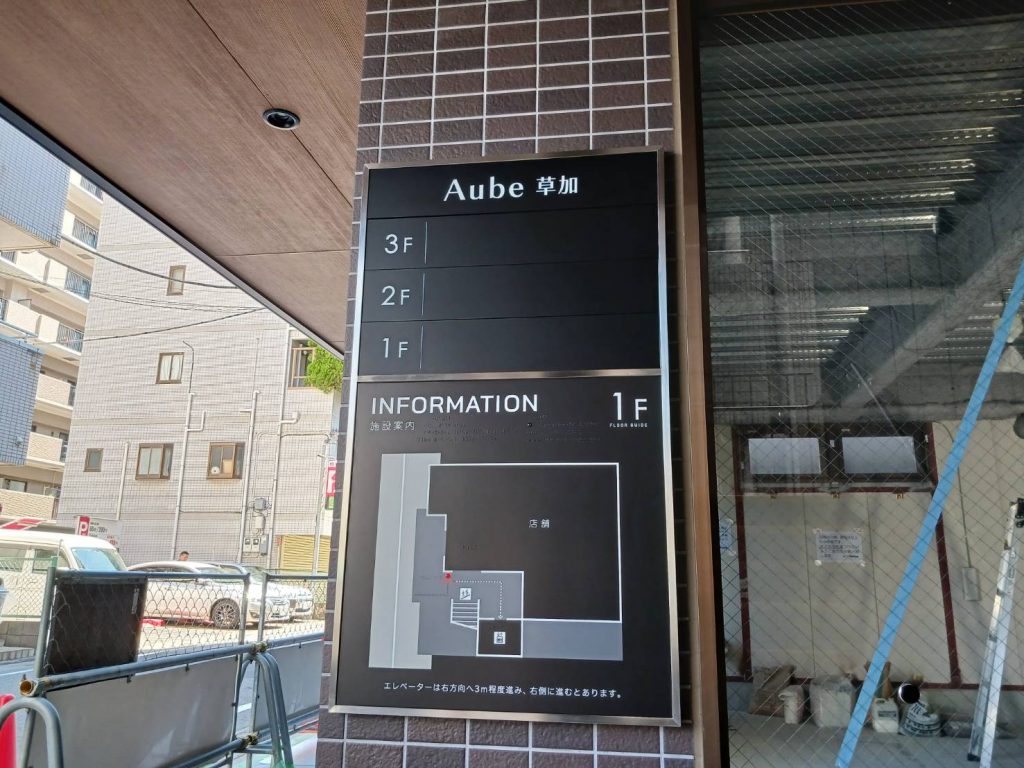 Aube 草加
3F
2F
1F
INFORMATION
施設案内
1F
FLOOR GUIDE
店舗
エレベーターは右方向へ3m程度進み、右側に進むとあります。
P